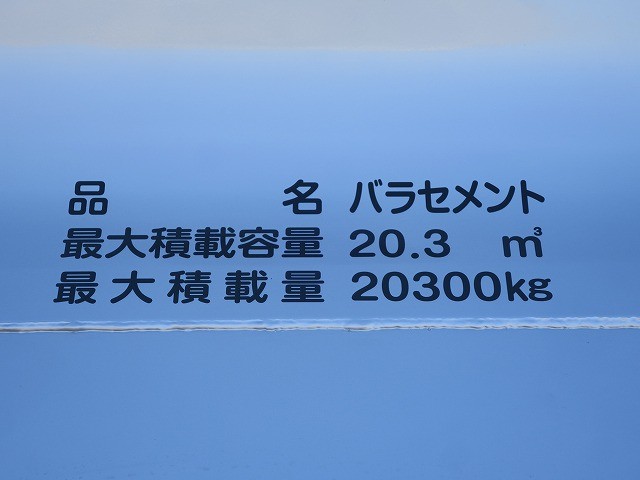 品名 バラセメント
最大積載容量 20.3 ㎥
最大積載量 20300kg